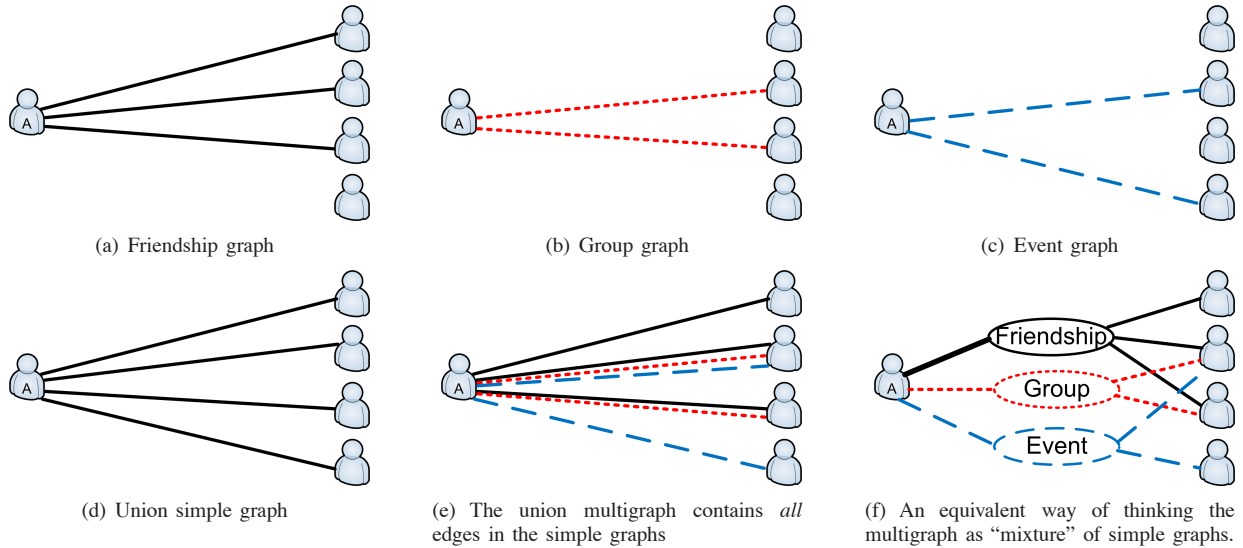 A
A
A
(a) Friendship graph
(b) Group graph
(c) Event graph
A
A
A
Friendship
Group
Event
(d) Union simple graph
(e) The union multigraph contains all
edges in the simple graphs
(f) An equivalent way of thinking the
multigraph as “mixture” of simple graphs.